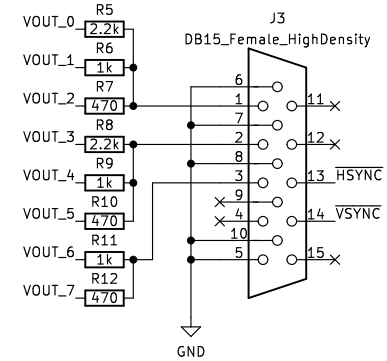 R5
J3
VOUT_0
2.2k
DB15_Female_HighDensity
R6
VOUT_1
1k
R7
6
VOUT_2
470
1
11
R8
7
VOUT_3
2.2k
2
12
R9
8
VOUT_4
1k
3
13
HSYNC
R10
9
VOUT_5
470
4
14
VSYNC
R11
10
VOUT_6
1k
5
15
R12
VOUT_7
470
GND